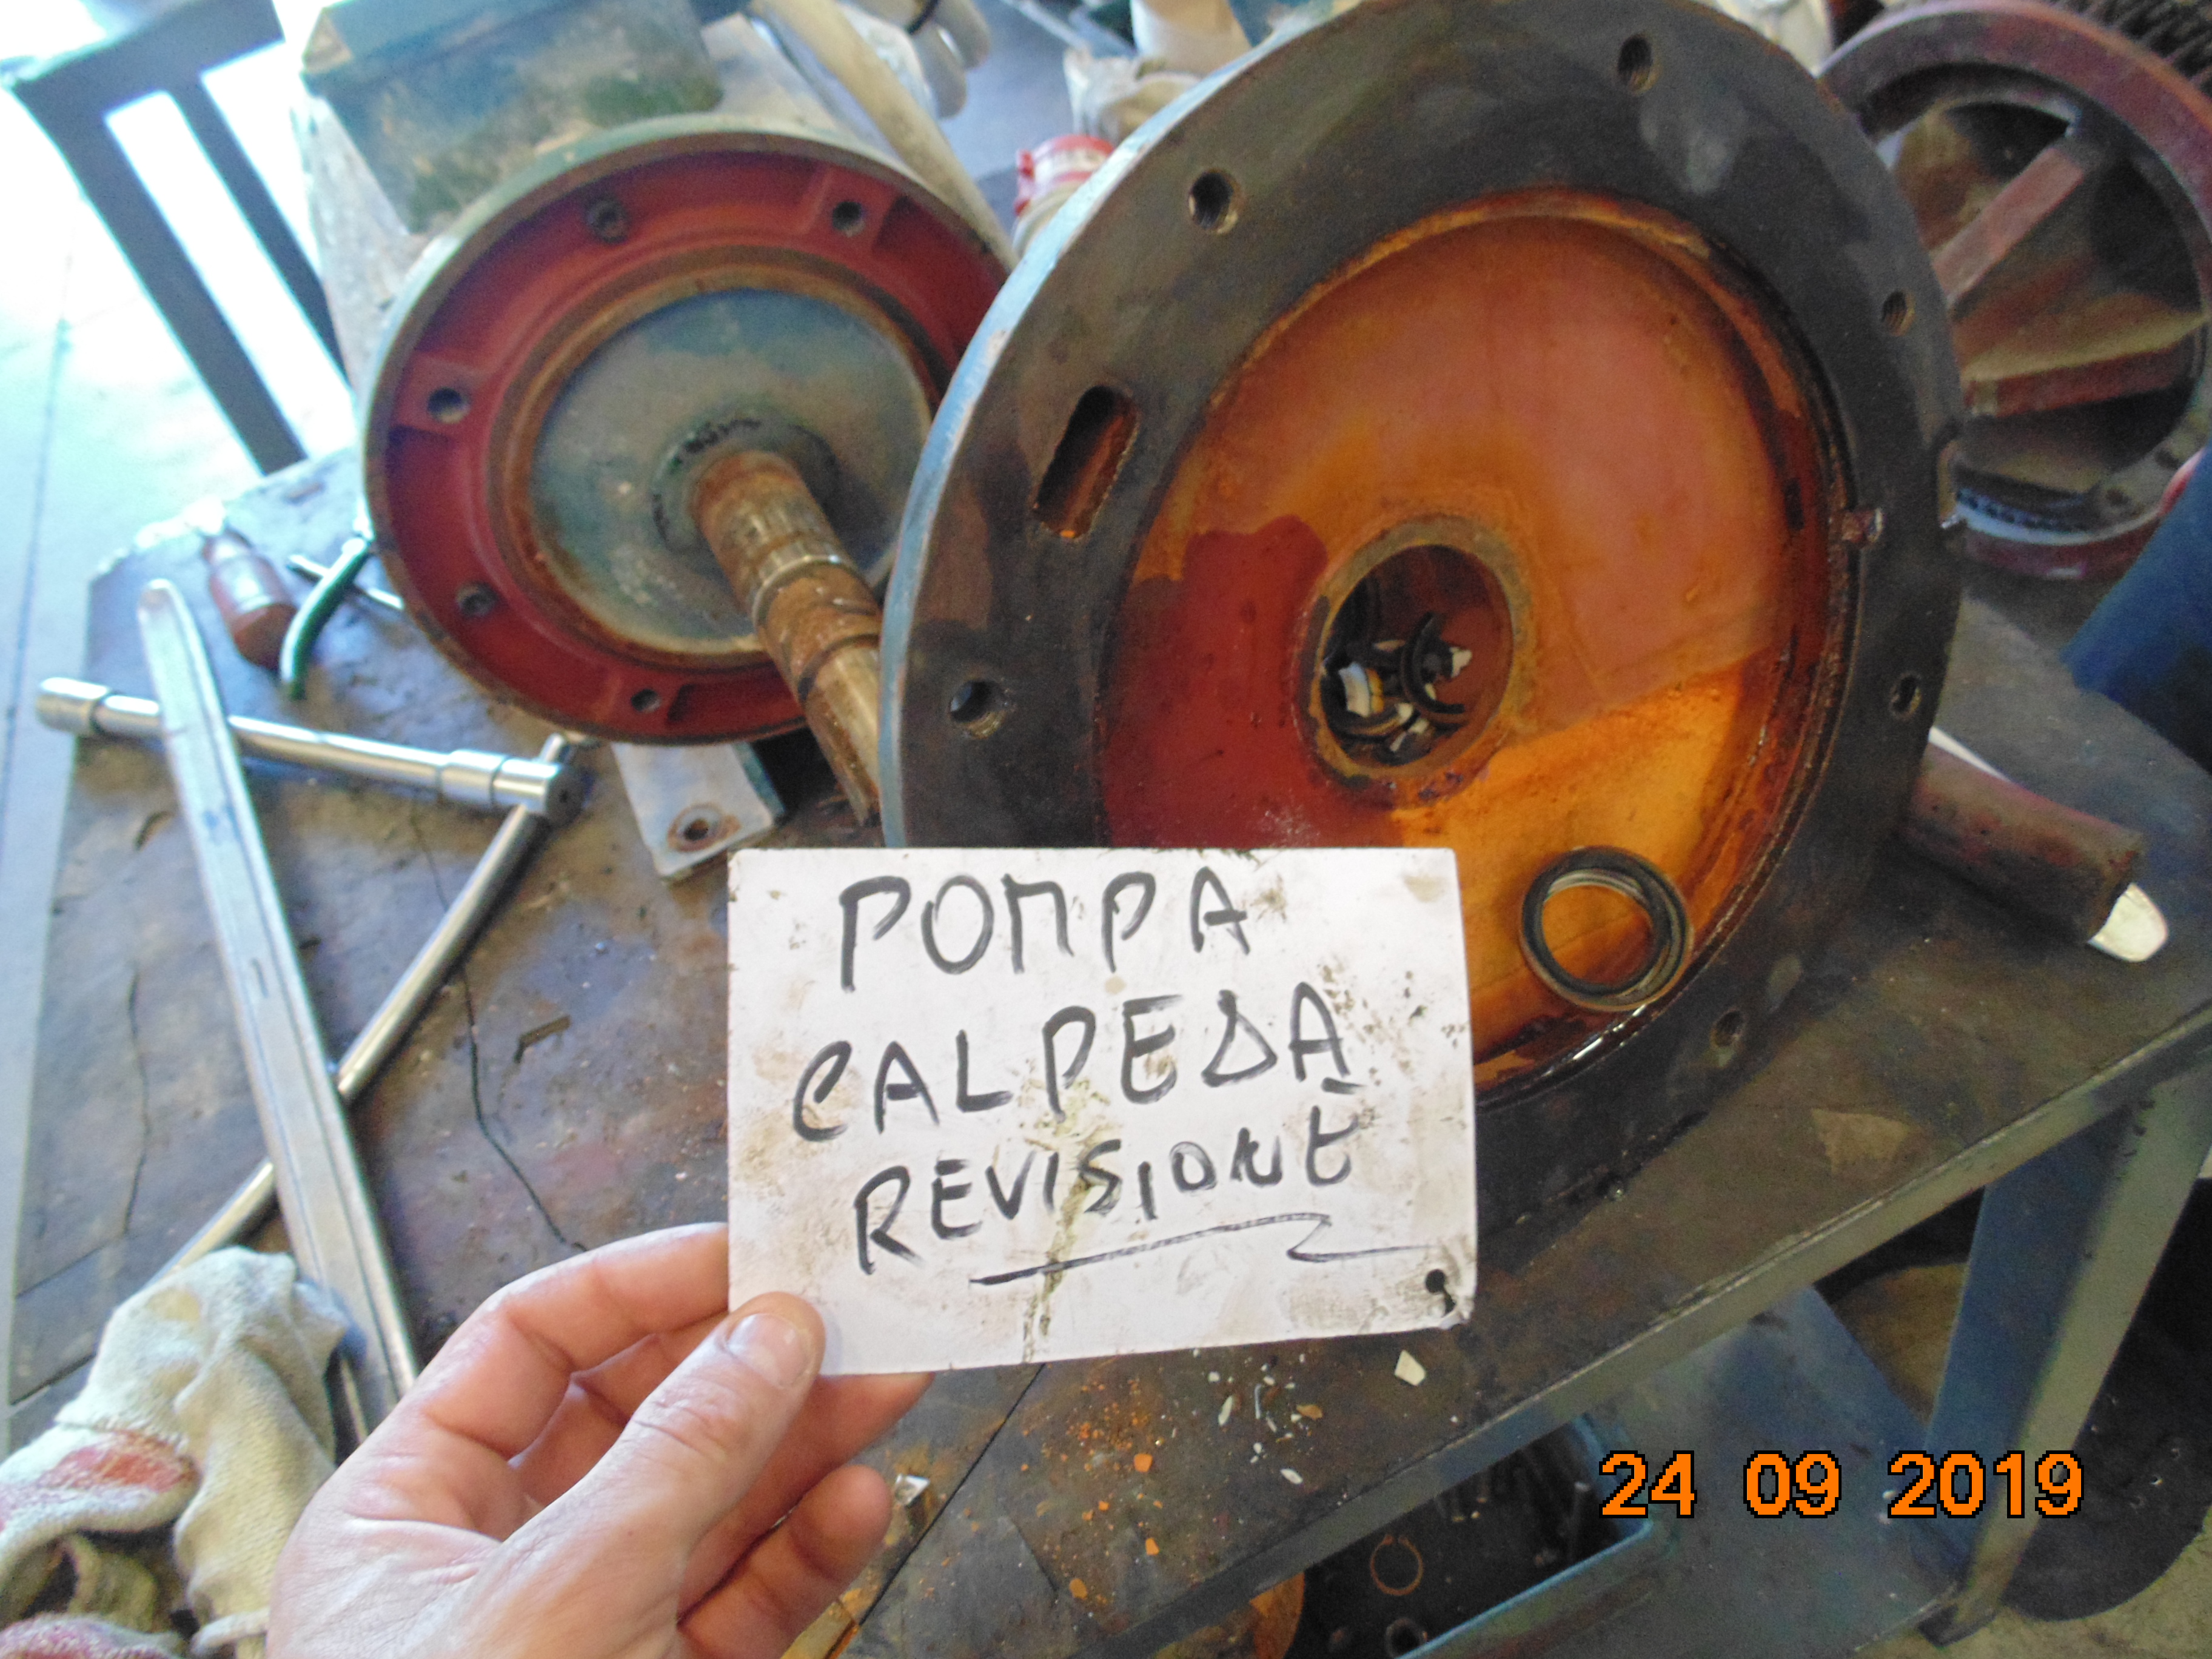 POMPA
CALPEDA
REVISIONE
24 09 2019